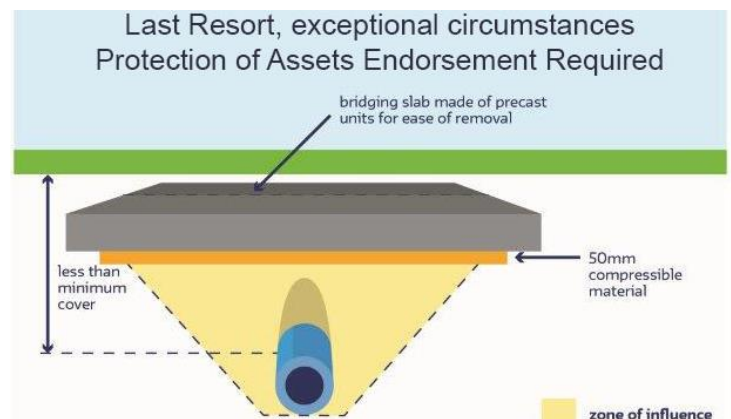 Last Resort, exceptional circumstances
Protection of Assets Endorsement Required
bridging slab made of precast
units for ease of removal
less than
minimum
cover
50mm
compressible
material
zone of influence